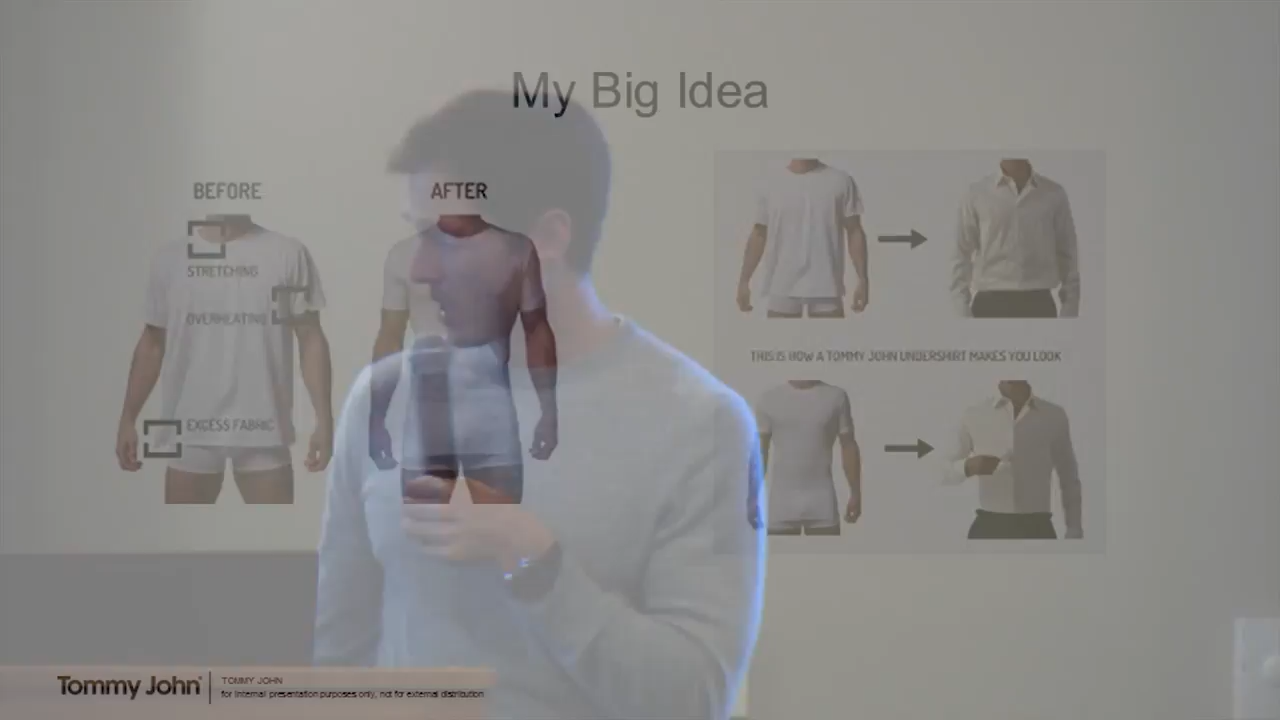 My Big Idea
BEFORE
AFTER
STRETCHING
OVERHEATING
EXCESS FABRIC
THIS IS HOW A TOMMY JOHN UNDERSHIRT MAKES YOU LOOK
Tommy John
TOMMY JOHN
for internal presentation purposes only, not for external distribution